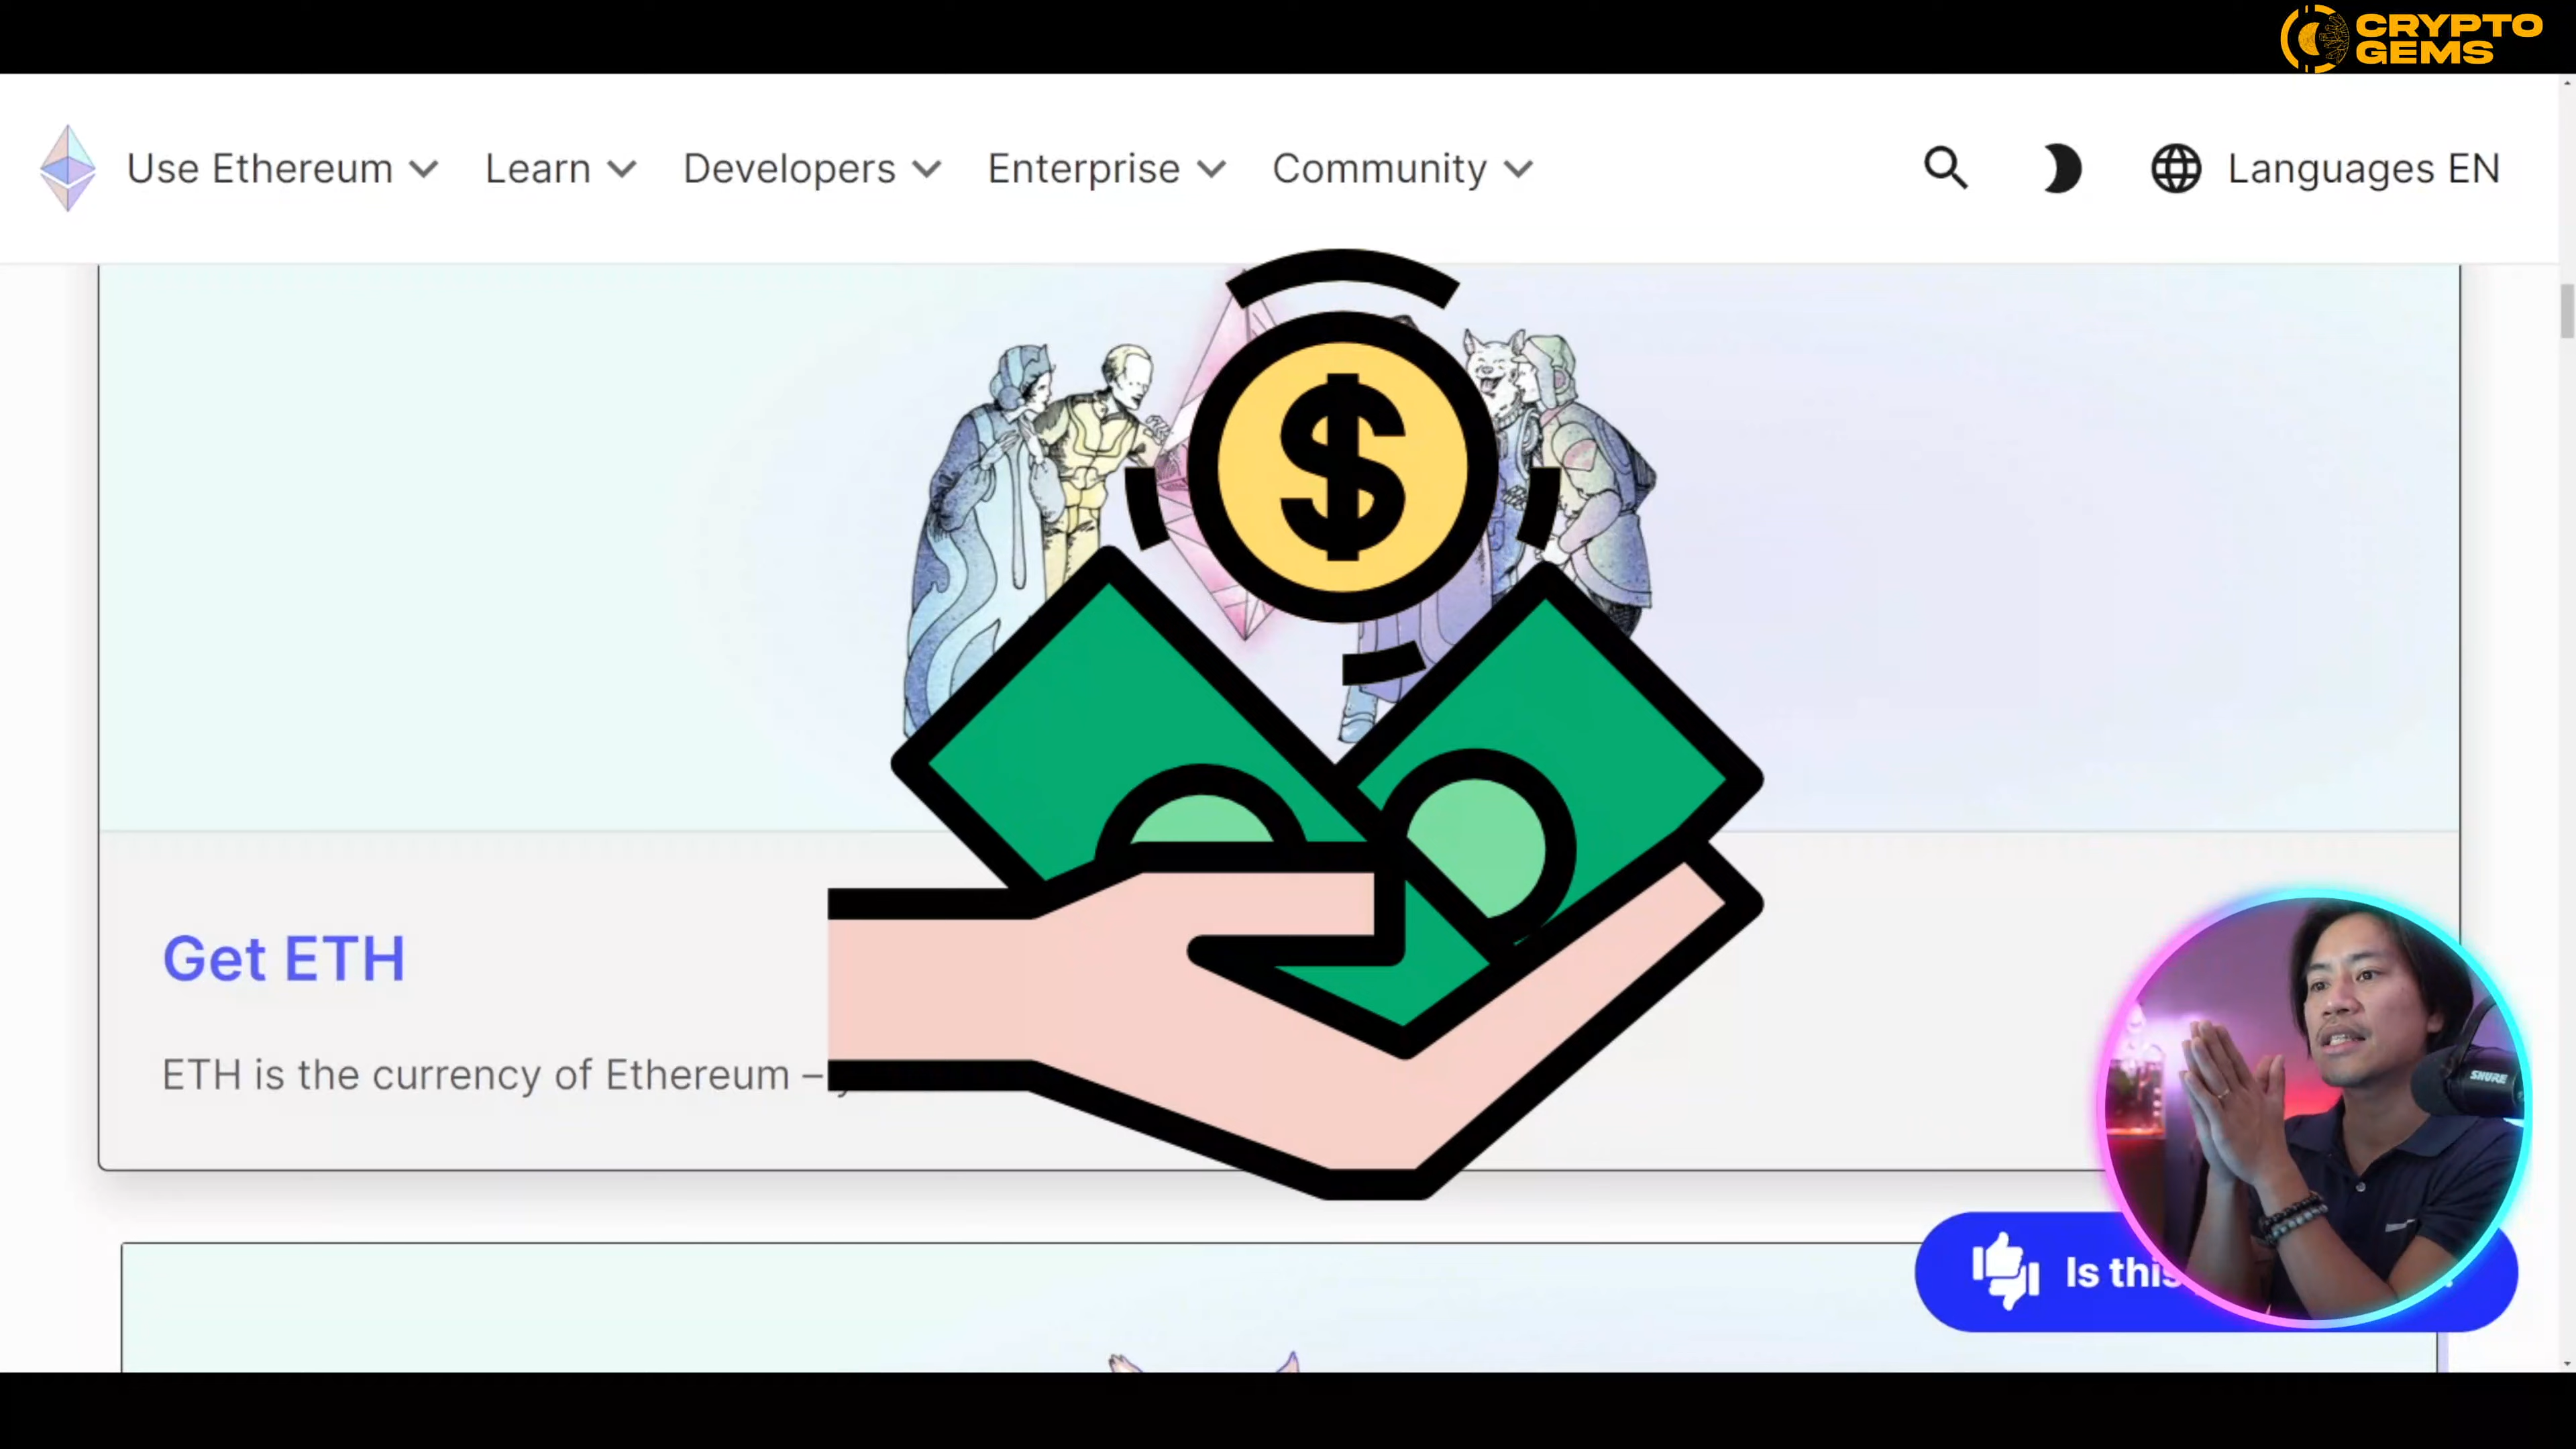 CRYPTO
GEMS
Use Ethereum
Learn
Developers
Enterprise
Community
Languages EN
$
Get ETH
ETH is the currency of Ethereum –
SHURE
Is this